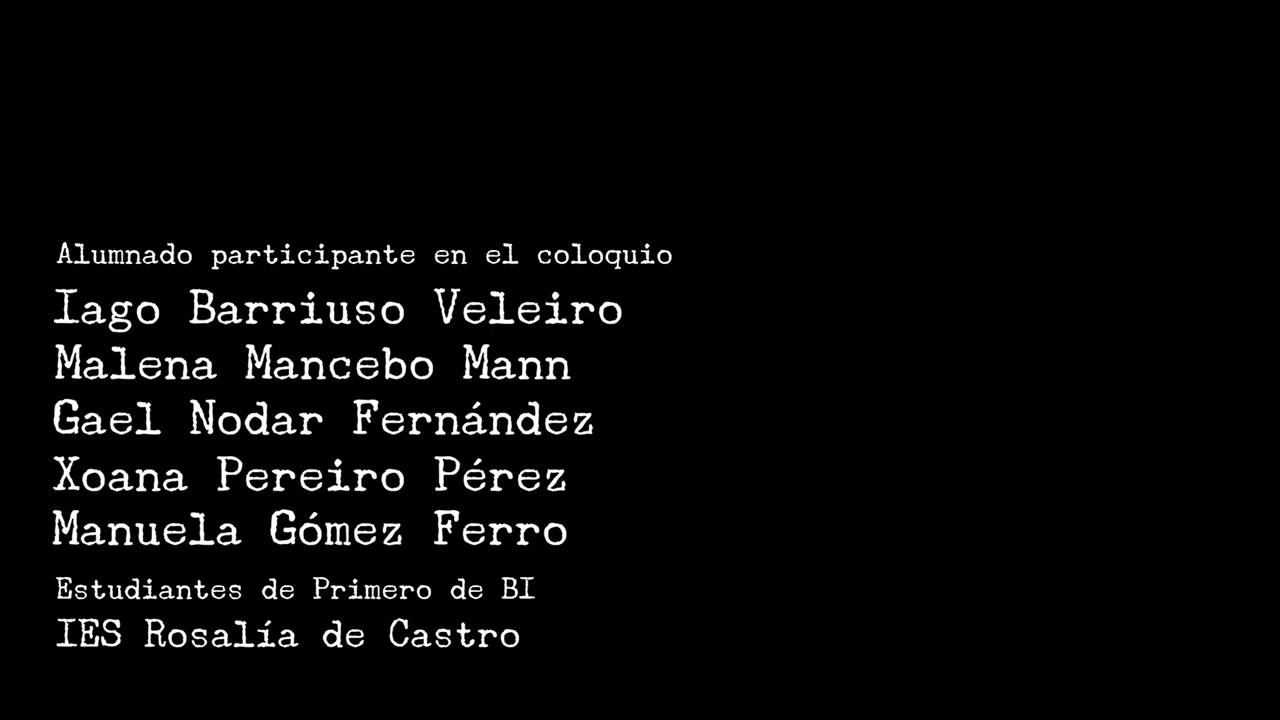 Alumnado participante en el coloquio
Iago Barriuso Veleiro
Malena Mancebo Mann
Gael Nodar Fernández
Xoana Pereiro Pérez
Manuela Gómez Ferro
Estudiantes de Primero de BI
IES Rosalía de Castro